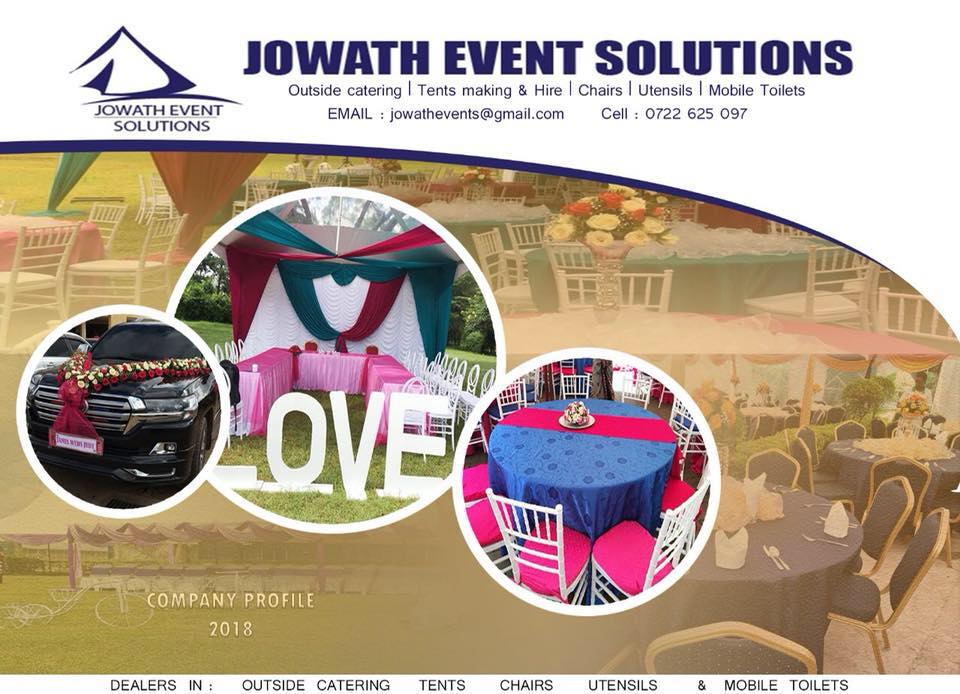 JOWATH EVENT SOLUTIONS
Outside catering | Tents making & Hire | Chairs | Utensils | Mobile Toilets
EMAIL : jowathevents@gmail.com Cell : 0722 625 097
JOWATH EVENT
SOLUTIONS
LOVE
COMPANY PROFILE
2018
DEALERS IN : OUTSIDE CATERING TENTS CHAIRS UTENSILS & MOBILE TOILETS